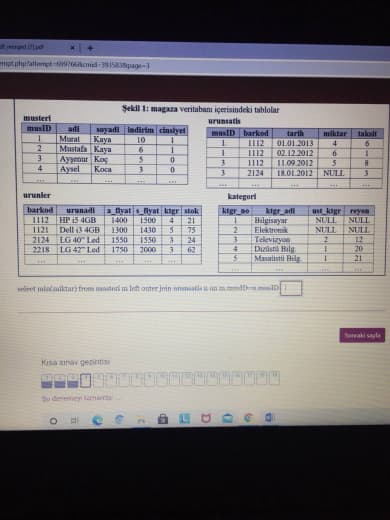 Şekil 1: magaza veritabanı içerisindeki tablolar
musteri
musID adi soyadi indirim cinsiyet
1 Murat Kaya 10 1
2 Mustafa Kaya 6 1
3 Ayşenur Koç 5 0
4 Aysel Koca 3 0
... ... ... ... ...
urunsatis
musID barkod tarih miktar taksit
1 1112 01.01.2013 4 6
1 1112 02.12.2012 6 1
3 1112 11.09.2012 5 8
3 2124 18.01.2012 NULL 3
... ... ... ... ...
urunler
barkod urunadi a_fiyat s_fiyat ktgr stok
1112 HP i5 4GB 1400 1500 4 21
1121 Dell i3 4GB 1300 1430 5 75
2124 LG 40" Led 1550 1550 3 24
2218 LG 42" Led 1750 2000 3 62
... ... ... ... ... ...
kategori
ktgr_no ktgr_adi ust_ktgr reyon
1 Bilgisayar NULL NULL
2 Elektronik NULL NULL
3 Televizyon 2 12
4 Dizüstü Bilg. 1 20
5 Masaüstü Bilg. 1 21
... ... ... ...
select min(miktar) from musteri m left outer join urunsatis u on m.musID=u.musID
Sonraki sayfa
Kısa sınav gezintisi
Şu denemeyi tamamla ...